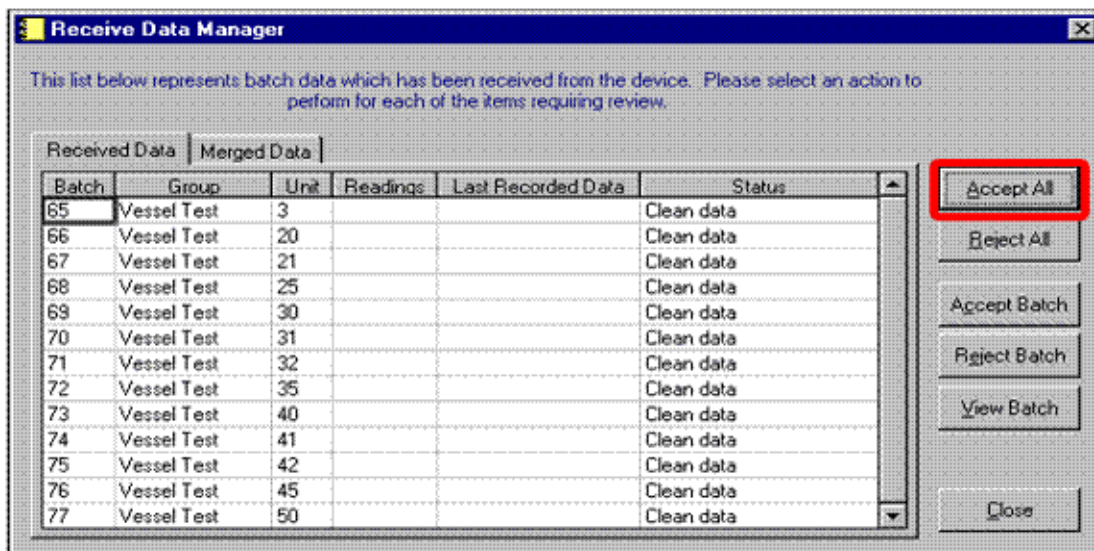 Receive Data Manager
This list below represents batch data which has been received from the device. Please select an action to
perform for each of the items requiring review.
Received Data Merged Data
Batch Group Unit Readings Last Recorded Data Status
65 Vessel Test 3 Clean data
66 Vessel Test 20 Clean data
67 Vessel Test 21 Clean data
68 Vessel Test 25 Clean data
69 Vessel Test 30 Clean data
70 Vessel Test 31 Clean data
71 Vessel Test 32 Clean data
72 Vessel Test 35 Clean data
73 Vessel Test 40 Clean data
74 Vessel Test 41 Clean data
75 Vessel Test 42 Clean data
76 Vessel Test 45 Clean data
77 Vessel Test 50 Clean data
Accept All
Reject All
Accept Batch
Reject Batch
View Batch
Close